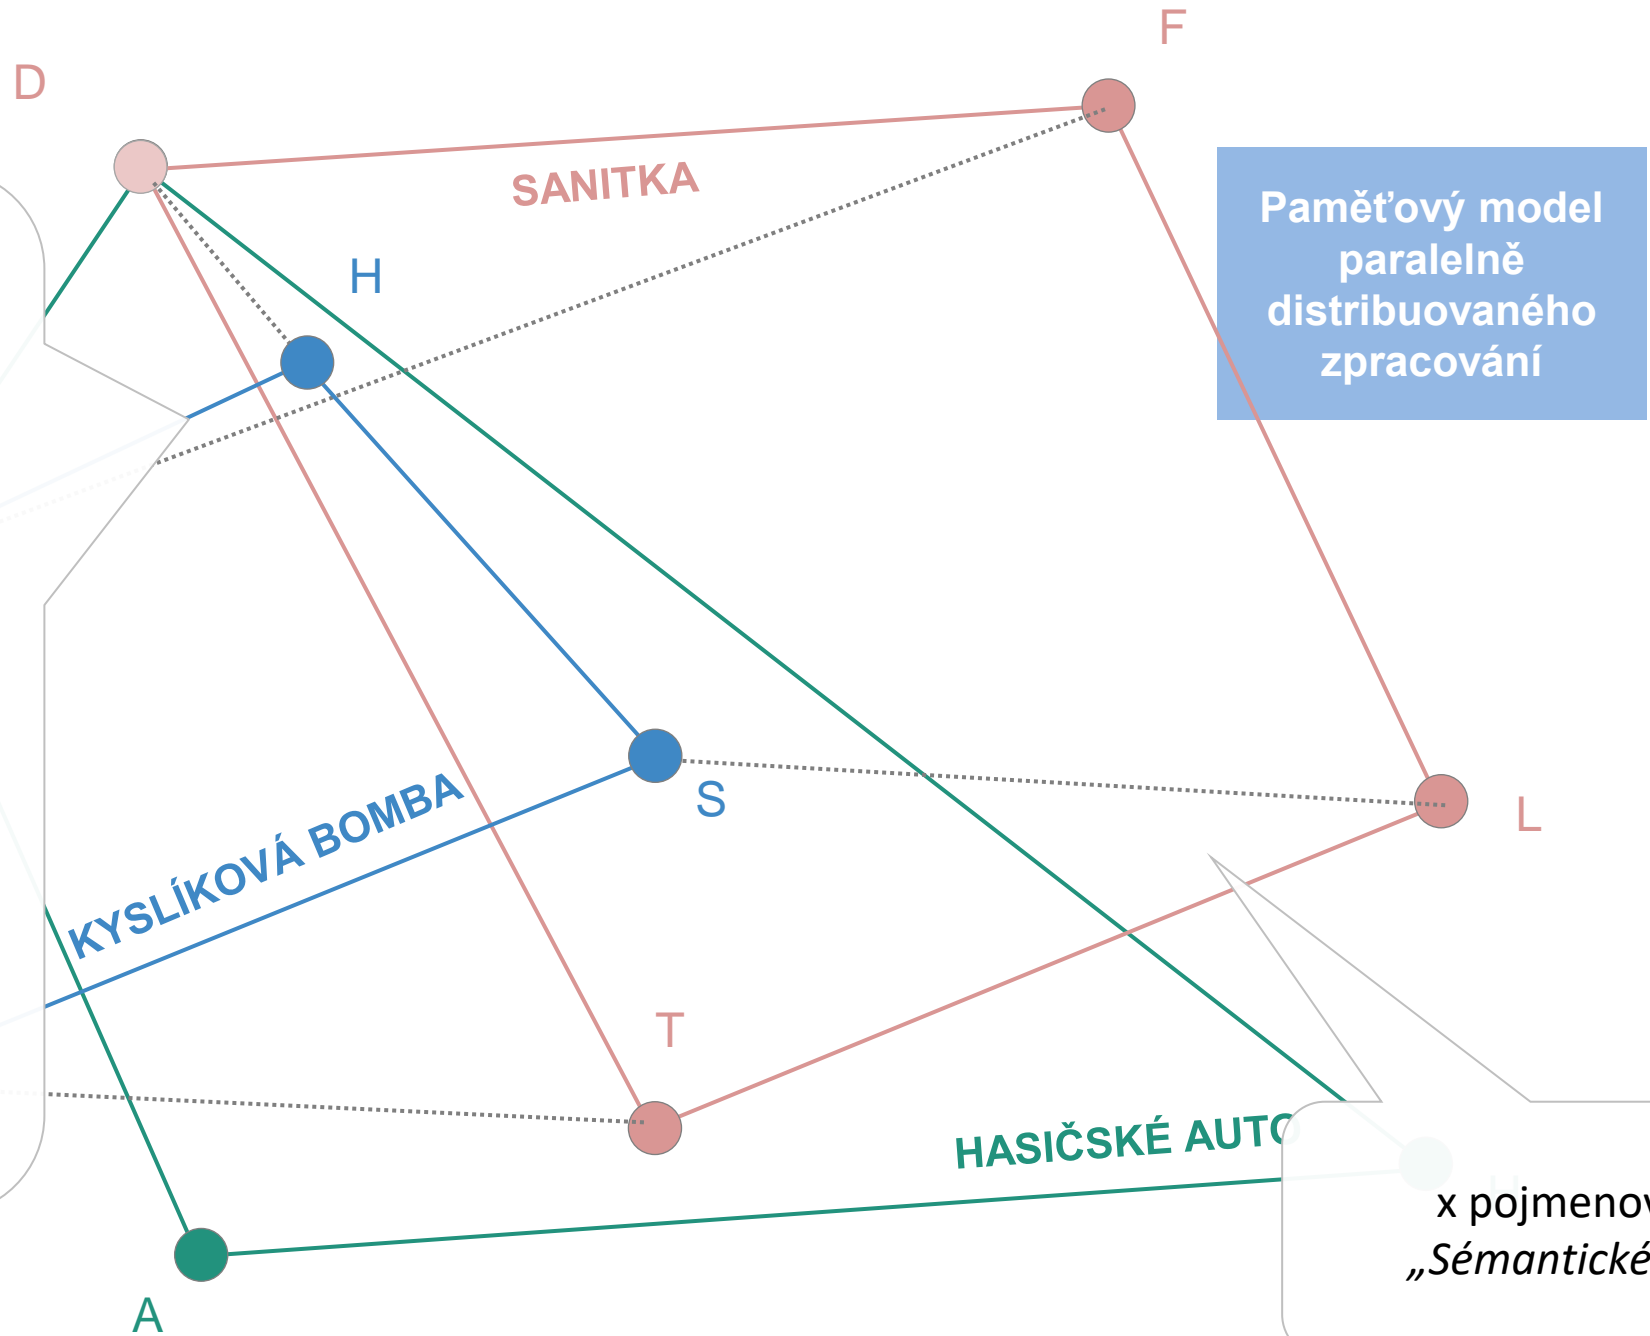 F
D
SANITKA
Paměťový model
paralelně
distribuovaného
zpracování
H
KYSLÍKOVÁ BOMBA
S
L
T
HASIČSKÉ AUTO
x pojmenov
„Sémantické
A